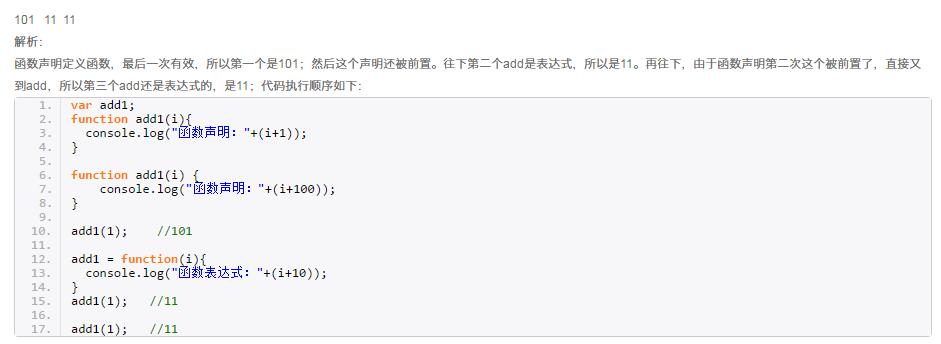 101  11  11
解析：
函数声明定义函数，最后一次有效，所以第一个是101；然后这个声明还被前置。往下第二个add是表达式，所以是11。再往下，由于函数声明第二次这个被前置了，直接又
到add，所以第三个add还是表达式的，是11；代码执行顺序如下：
1. var add1;
2. function add1(i){
3.   console.log("函数声明："+(i+1));
4. }
5.
6. function add1(i) {
7.     console.log("函数声明："+(i+100));
8. }
9.
10. add1(1);    //101
11.
12. add1 = function(i){
13.   console.log("函数表达式："+(i+10));
14. }
15. add1(1);   //11
16.
17. add1(1);   //11